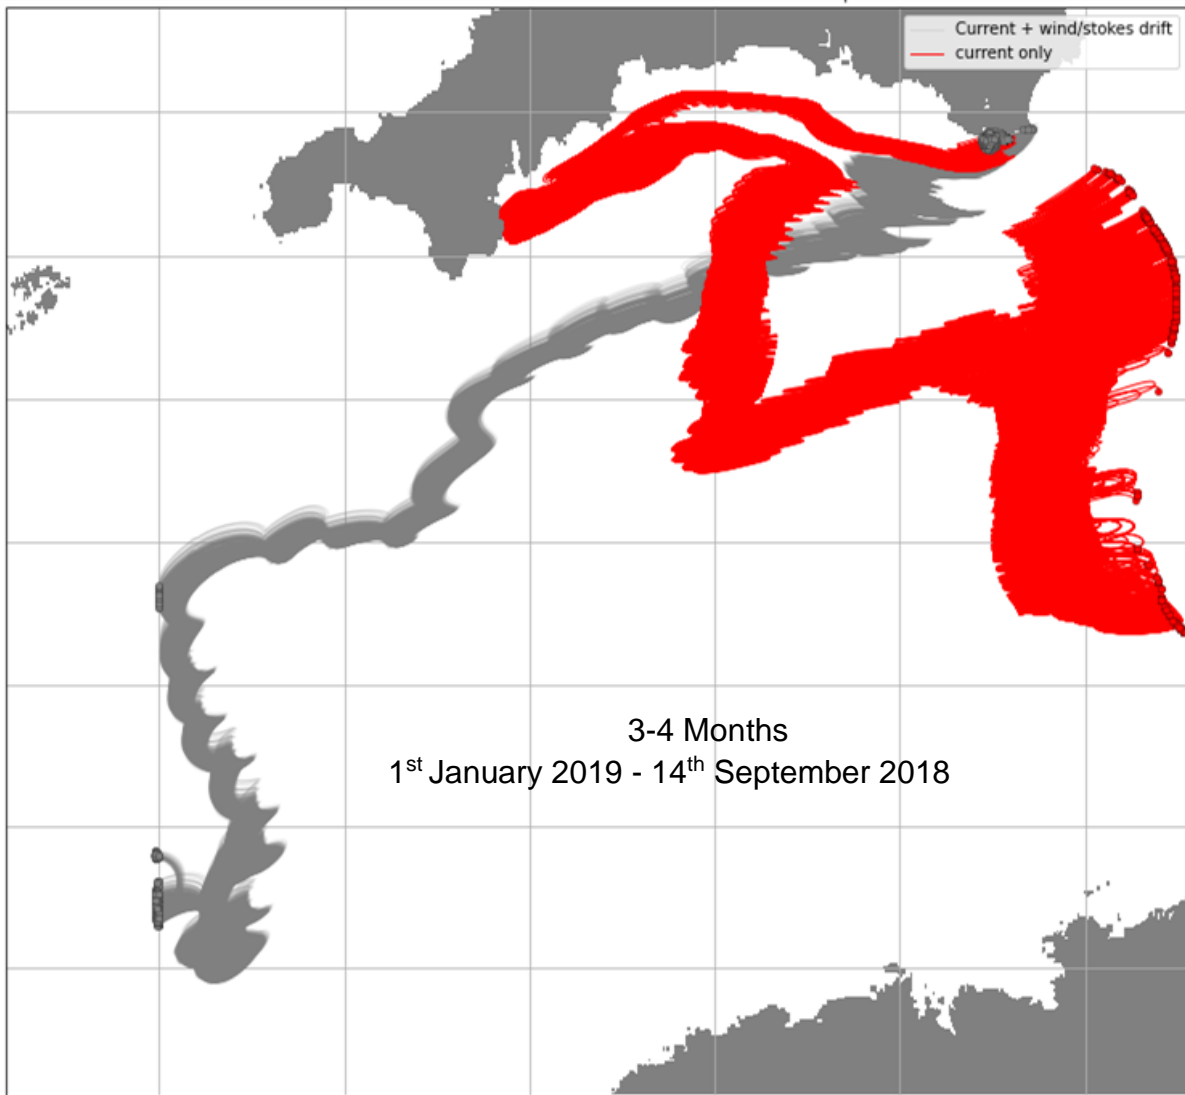 Current + wind/stokes drift
current only
3-4 Months
1st January 2019 - 14th September 2018